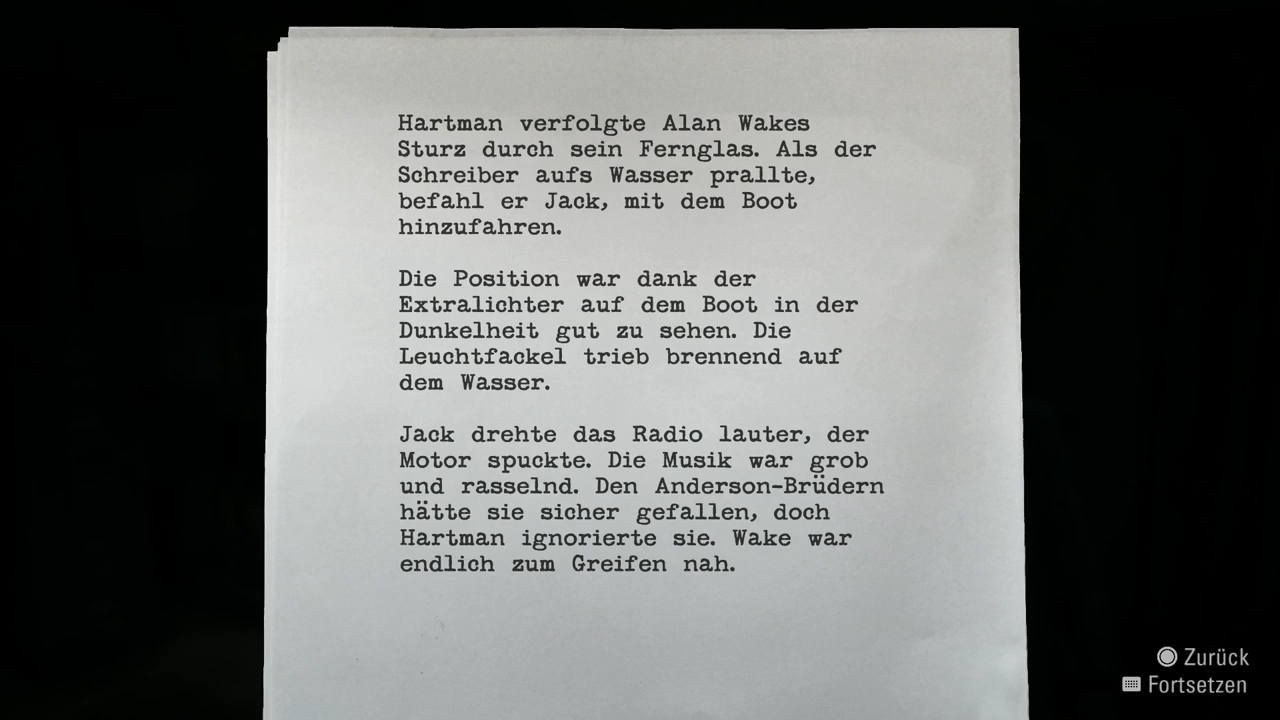 Hartman verfolgte Alan Wakes
Sturz durch sein Fernglas. Als der
Schreiber aufs Wasser prallte,
befahl er Jack, mit dem Boot
hinzufahren.
Die Position war dank der
Extralichter auf dem Boot in der
Dunkelheit gut zu sehen. Die
Leuchtfackel trieb brennend auf
dem Wasser.
Jack drehte das Radio lauter, der
Motor spuckte. Die Musik war grob
und rasselnd. Den Anderson-Brüdern
hätte sie sicher gefallen, doch
Hartman ignorierte sie. Wake war
endlich zum Greifen nah.
Zurück
Fortsetzen